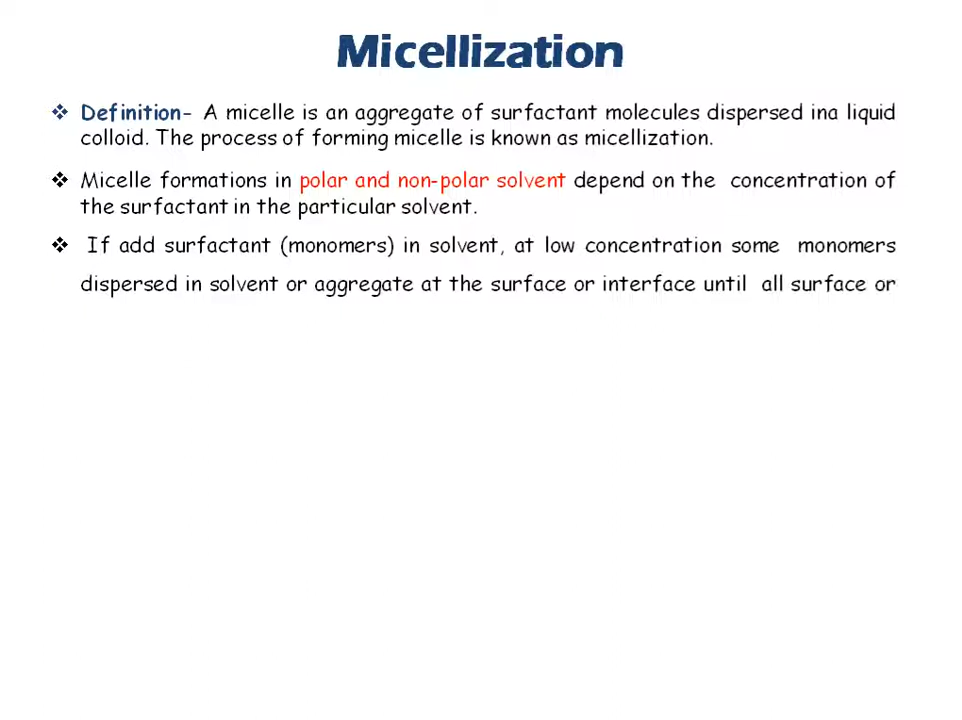 Micellization
❖ Definition- A micelle is an aggregate of surfactant molecules dispersed ina liquid
colloid. The process of forming micelle is known as micellization.
❖ Micelle formations in polar and non-polar solvent depend on the concentration of
the surfactant in the particular solvent.
❖ If add surfactant (monomers) in solvent, at low concentration some monomers
dispersed in solvent or aggregate at the surface or interface until all surface or